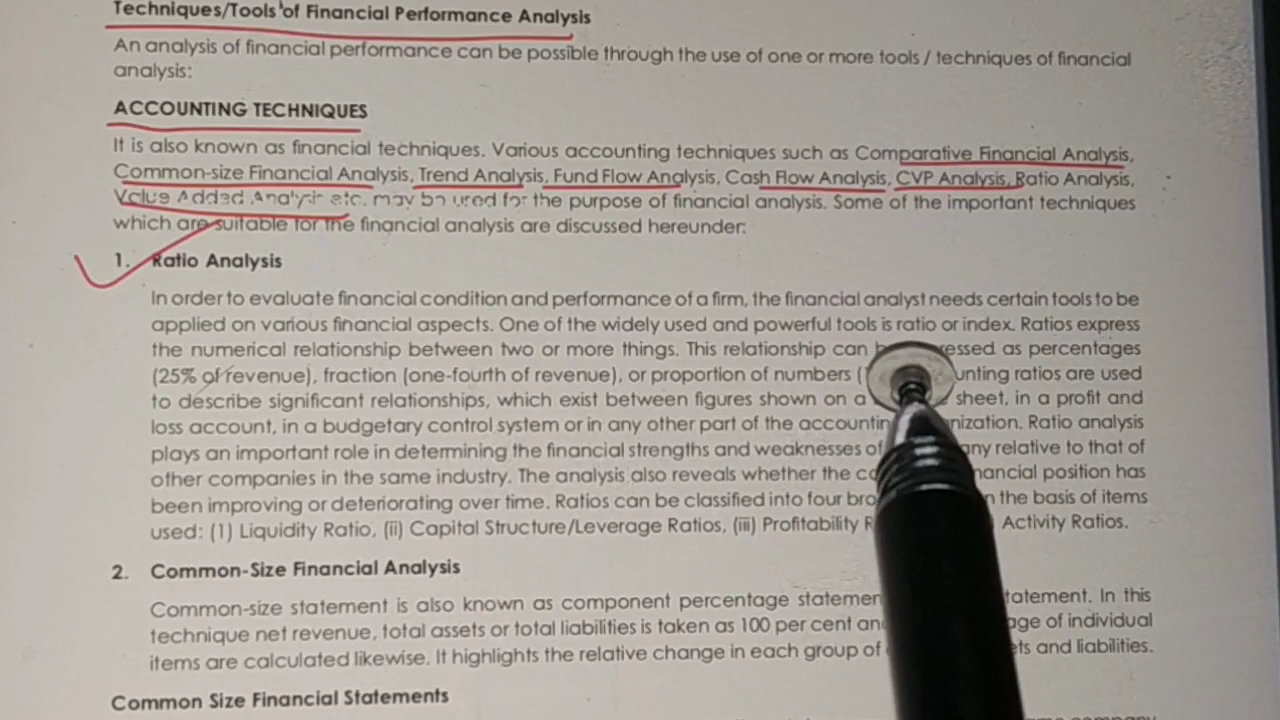 Techniques/Tools of Financial Performance Analysis
An analysis of financial performance can be possible through the use of one or more tools / techniques of financial
analysis:
ACCOUNTING TECHNIQUES
It is also known as financial techniques. Various accounting techniques such as Comparative Financial Analysis,
Common-size Financial Analysis, Trend Analysis, Fund Flow Analysis, Cash Flow Analysis, CVP Analysis, Ratio Analysis,
Value Added Analysis etc. may be used for the purpose of financial analysis. Some of the important techniques
which are suitable for the financial analysis are discussed hereunder:
1. Ratio Analysis
In order to evaluate financial condition and performance of a firm, the financial analyst needs certain tools to be
applied on various financial aspects. One of the widely used and powerful tools is ratio or index. Ratios express
the numerical relationship between two or more things. This relationship can as percentages
(25% of revenue), fraction (one-fourth of revenue), or proportion of numbers ( ratios are used
to describe significant relationships, which exist between figures shown on a sheet, in a profit and
loss account, in a budgetary control system or in any other part of the Ratio analysis
plays an important role in determining the financial strengths and weaknesses of relative to that of
other companies in the same industry. The analysis also reveals whether the position has
been improving or deteriorating over time. Ratios can be classified into four the basis of items
used: (1) Liquidity Ratio, (ii) Capital Structure/Leverage Ratios, (iii) Profitability Activity Ratios.
2. Common-Size Financial Analysis
Common-size statement is also known as component percentage In this
technique net revenue, total assets or total liabilities is taken as 100 per cent of individual
items are calculated likewise. It highlights the relative change in each group of and liabilities.
Common Size Financial Statements